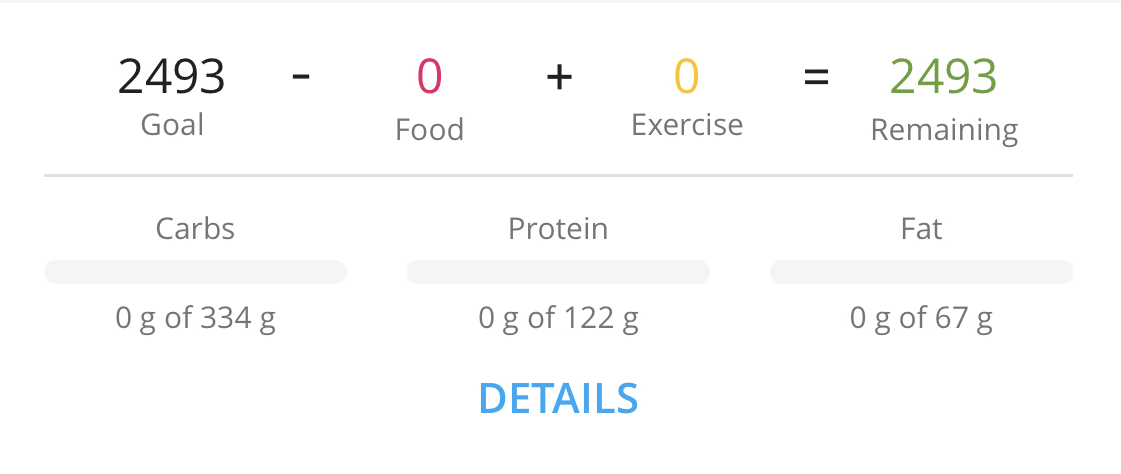 2493 - 0 + 0 = 2493
Goal Food Exercise Remaining
Carbs Protein Fat
0 g of 334 g 0 g of 122 g 0 g of 67 g
DETAILS